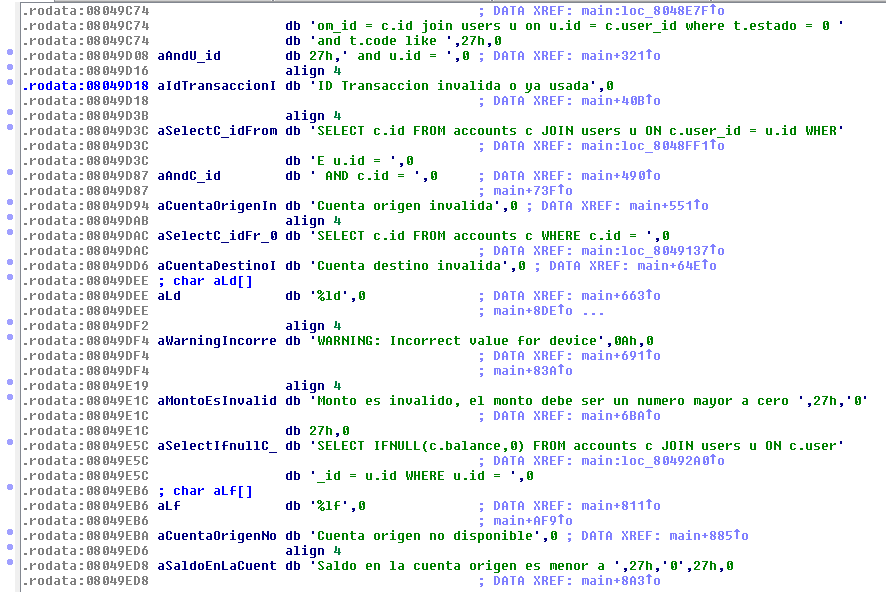 .rodata:08049C74 ; DATA XREF: main:loc_8048E7F↑o
.rodata:08049C74 db 'om_id = c.id join users u on u.id = c.user_id where t.estado = 0 '
.rodata:08049C74 db 'and t.code like ',27h,0
.rodata:08049D08 aAndU_id db 27h,' and u.id = ',0 ; DATA XREF: main+321↑o
.rodata:08049D16 align 4
.rodata:08049D18 aIdTransaccionI db 'ID Transaccion invalida o ya usada',0
.rodata:08049D18 ; DATA XREF: main+40B↑o
.rodata:08049D3B align 4
.rodata:08049D3C aSelectC_idFrom db 'SELECT c.id FROM accounts c JOIN users u ON c.user_id = u.id WHER'
.rodata:08049D3C ; DATA XREF: main:loc_8048FF1↑o
.rodata:08049D3C db 'E u.id = ',0
.rodata:08049D87 aAndC_id db ' AND c.id = ',0 ; DATA XREF: main+490↑o
.rodata:08049D87 ; main+73F↑o
.rodata:08049D94 aCuentaOrigenIn db 'Cuenta origen invalida',0 ; DATA XREF: main+551↑o
.rodata:08049DAB align 4
.rodata:08049DAC aSelectC_idFr_0 db 'SELECT c.id FROM accounts c WHERE c.id = ',0
.rodata:08049DAC ; DATA XREF: main:loc_8049137↑o
.rodata:08049DD6 aCuentaDestinoI db 'Cuenta destino invalida',0 ; DATA XREF: main+64E↑o
.rodata:08049DEE ; char aLd[]
.rodata:08049DEE aLd db '%ld',0 ; DATA XREF: main+663↑o
.rodata:08049DEE ; main+8DE↑o ...
.rodata:08049DF2 align 4
.rodata:08049DF4 aWarningIncorre db 'WARNING: Incorrect value for device',0Ah,0
.rodata:08049DF4 ; DATA XREF: main+691↑o
.rodata:08049DF4 ; main+83A↑o
.rodata:08049E19 align 4
.rodata:08049E1C aMontoEsInvalid db 'Monto es invalido, el monto debe ser un numero mayor a cero ',27h,'0'
.rodata:08049E1C ; DATA XREF: main+6BA↑o
.rodata:08049E1C db 27h,0
.rodata:08049E5C aSelectIfnullC_ db 'SELECT IFNULL(c.balance,0) FROM accounts c JOIN users u ON c.user'
.rodata:08049E5C ; DATA XREF: main:loc_80492A0↑o
.rodata:08049E5C db '_id = u.id WHERE u.id = ',0
.rodata:08049EB6 ; char aLf[]
.rodata:08049EB6 aLf db '%lf',0 ; DATA XREF: main+811↑o
.rodata:08049EB6 ; main+AF9↑o
.rodata:08049EBA aCuentaOrigenNo db 'Cuenta origen no disponible',0 ; DATA XREF: main+885↑o
.rodata:08049ED6 align 4
.rodata:08049ED8 aSaldoEnLaCuent db 'Saldo en la cuenta origen es menor a ',27h,'0',27h,0
.rodata:08049ED8 ; DATA XREF: main+8A3↑o